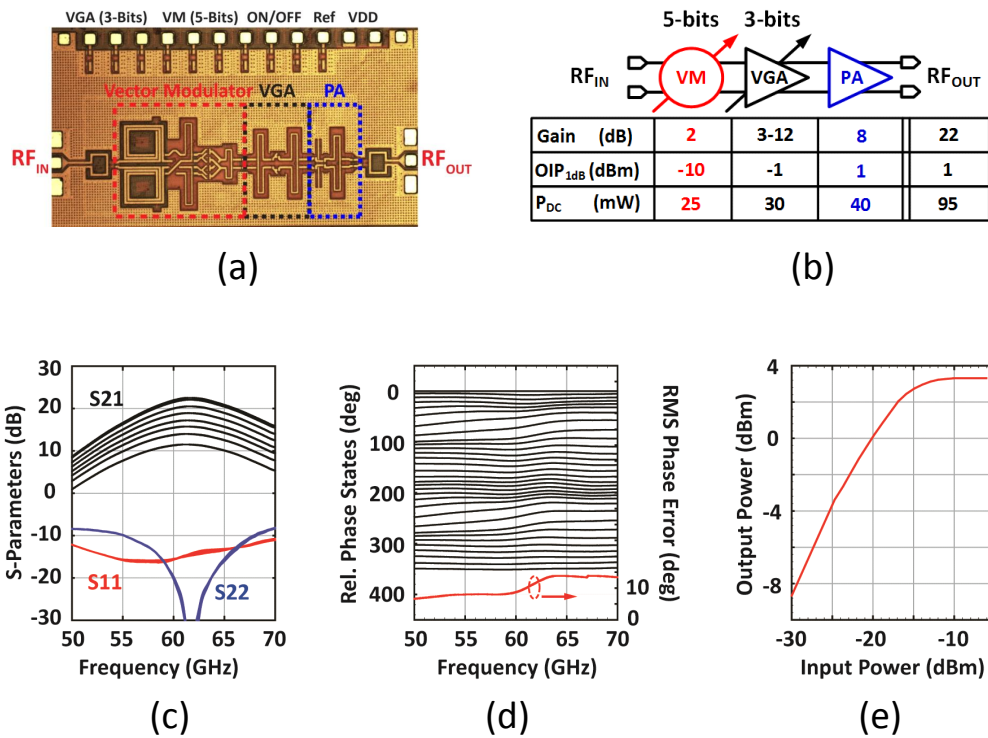 VGA (3-Bits) VM (5-Bits) ON/OFF Ref VDD
Vector Modulator VGA PA
RFIN
RFOUT
(a)
5-bits 3-bits
RFIN VM VGA PA RFOUT
Gain (dB) 2 3-12 8 22
OIP1dB (dBm) -10 -1 1 1
PDC (mW) 25 30 40 95
(b)
S-Parameters (dB)
30
20
10
0
-10
-20
-30
S21
S11
S22
50 55 60 65 70
Frequency (GHz)
(c)
Rel. Phase States (deg)
0
100
200
300
400
RMS Phase Error (deg)
10
0
50 55 60 65 70
Frequency (GHz)
(d)
Output Power (dBm)
4
0
-4
-8
-30 -20 -10
Input Power (dBm)
(e)